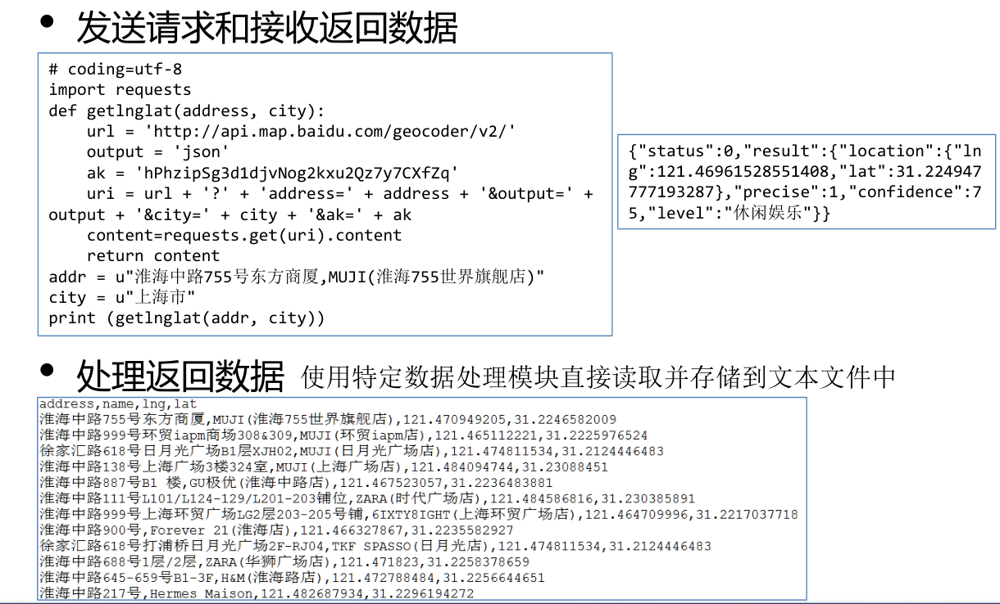 • 发送请求和接收返回数据
# coding=utf-8
import requests
def getlnglat(address, city):
    url = 'http://api.map.baidu.com/geocoder/v2/'
    output = 'json'
    ak = 'hPhzipSg3d1djvNog2kxu2Qz7y7CXfZq'
    uri = url + '?' + 'address=' + address + '&output=' +
output + '&city=' + city + '&ak=' + ak
    content=requests.get(uri).content
    return content
addr = u"淮海中路755号东方商厦,MUJI(淮海755世界旗舰店)"
city = u"上海市"
print (getlnglat(addr, city))
{"status":0,"result":{"location":{"ln
g":121.46961528551408,"lat":31.224947
777193287},"precise":1,"confidence":7
5,"level":"休闲娱乐"}}
• 处理返回数据 使用特定数据处理模块直接读取并存储到文本文件中
address,name,lng,lat
淮海中路755号东方商厦,MUJI(淮海755世界旗舰店),121.470949205,31.2246582009
淮海中路999号环贸iapm商场308&309,MUJI(环贸iapm店),121.465112221,31.2225976524
徐家汇路618号日月光广场B1层XJH02,MUJI(日月光广场店),121.474811534,31.2124446483
淮海中路138号上海广场3楼324室,MUJI(上海广场店),121.484094744,31.23088451
淮海中路887号B1 楼,GU极优(淮海中路店),121.467523057,31.2236483881
淮海中路111号L101/L124-129/L201-203铺位,ZARA(时代广场店),121.484586816,31.230385891
淮海中路999号上海环贸广场LG2层203-205号铺,6IXTY8IGHT(上海环贸广场店),121.464709996,31.2217037718
淮海中路900号,Forever 21(淮海店),121.466327867,31.2235582927
徐家汇路618号打浦桥日月光广场2F-RJ04,TKF SPASSO(日月光店),121.474811534,31.2124446483
淮海中路688号1层/2层,ZARA(华狮广场店),121.471823,31.2258378659
淮海中路645-659号B1-3F,H&M(淮海路店),121.472788484,31.2256644651
淮海中路217号,Hermes Maison,121.482687934,31.2296194272